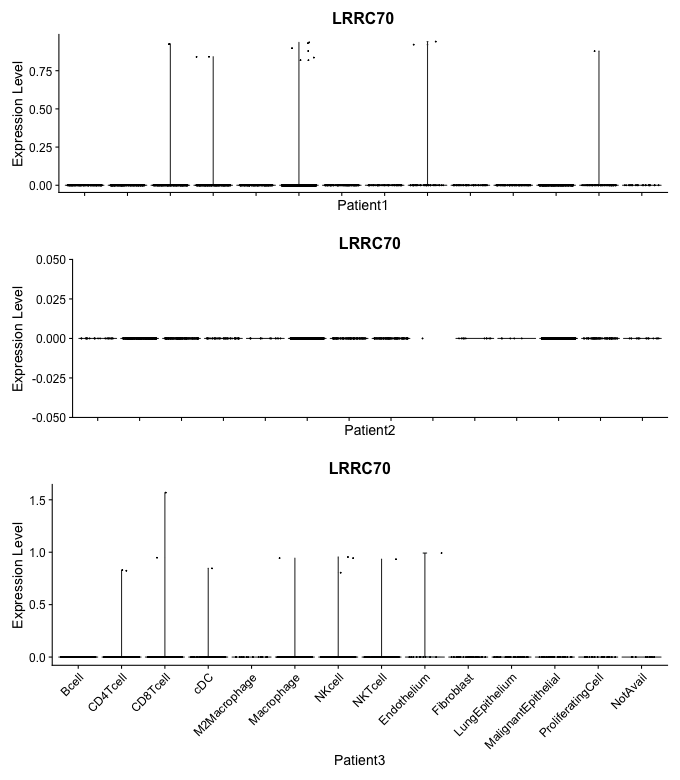 LRRC70
Expression Level
0.75
0.50
0.25
0.00
Patient1
LRRC70
Expression Level
0.050
0.025
0.000
-0.025
-0.050
Patient2
LRRC70
Expression Level
1.5
1.0
0.5
0.0
Bcell
CD4Tcell
CD8Tcell
cDC
M2Macrophage
Macrophage
NKcell
NKTcell
Endothelium
Fibroblast
LungEpithelium
MalignantEpithelial
ProliferatingCell
NotAvail
Patient3